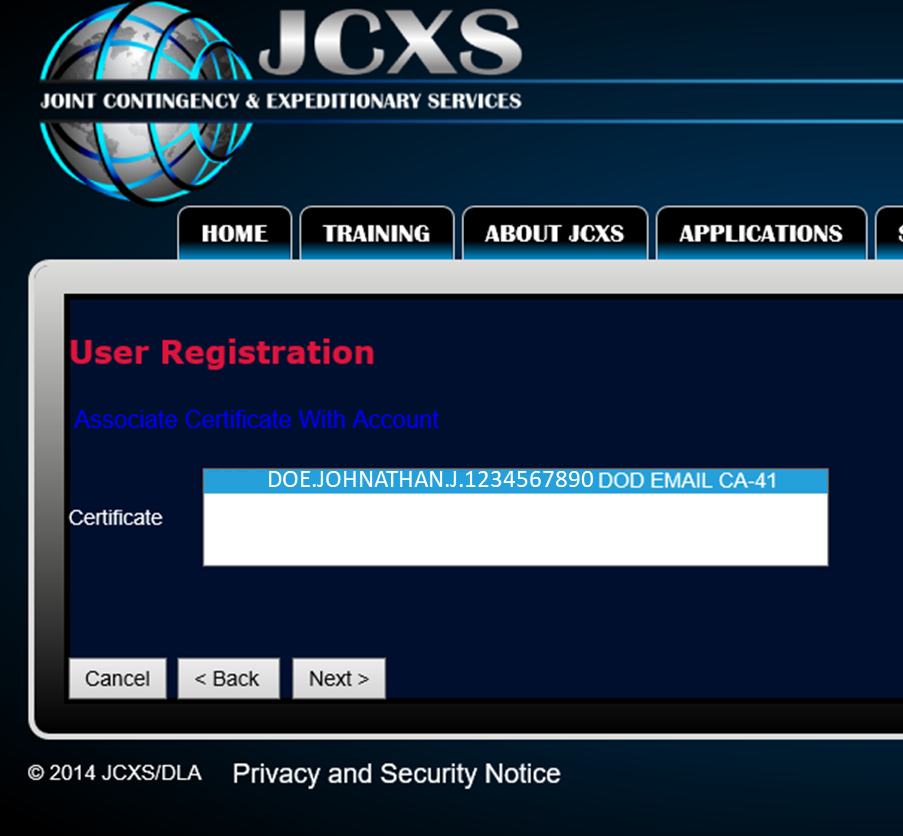 JCXS
JOINT CONTINGENCY & EXPEDITIONARY SERVICES
HOME TRAINING ABOUT JCXS APPLICATIONS
User Registration
Associate Certificate With Account
DOE.JOHNATHAN.J.1234567890 DOD EMAIL CA-41
Certificate
Cancel < Back Next >
© 2014 JCXS/DLA Privacy and Security Notice